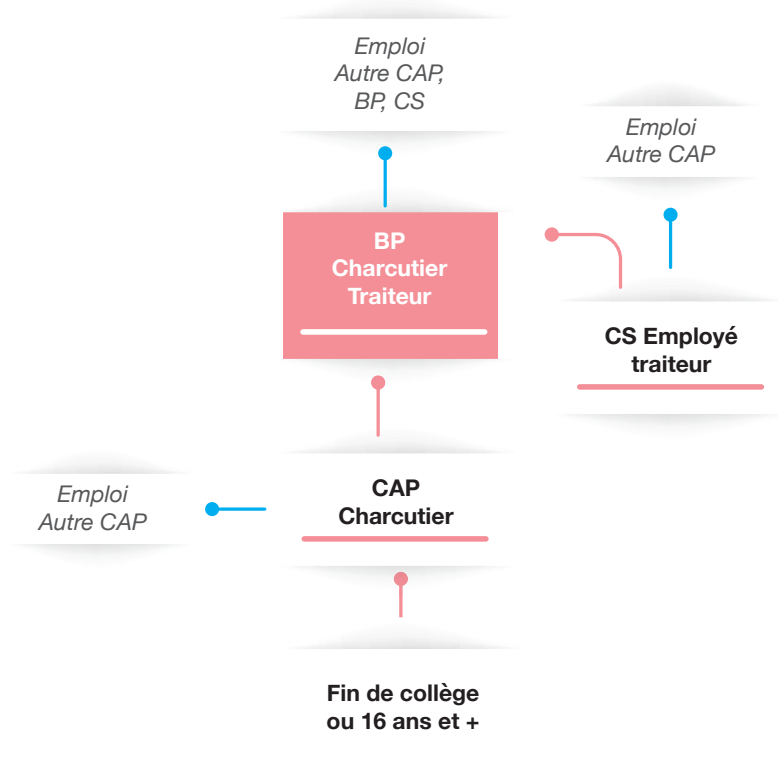 Emploi
Autre CAP,
BP, CS
Emploi
Autre CAP
BP
Charcutier
Traiteur
CS Employé
traiteur
CAP
Charcutier
Emploi
Autre CAP
Fin de collège
ou 16 ans et +